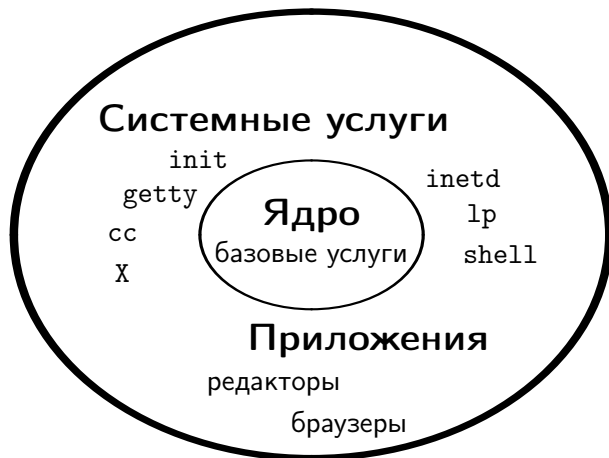 Системные услуги
init
getty
cc
X
inetd
lp
shell
Ядро
базовые услуги
Приложения
редакторы
браузеры